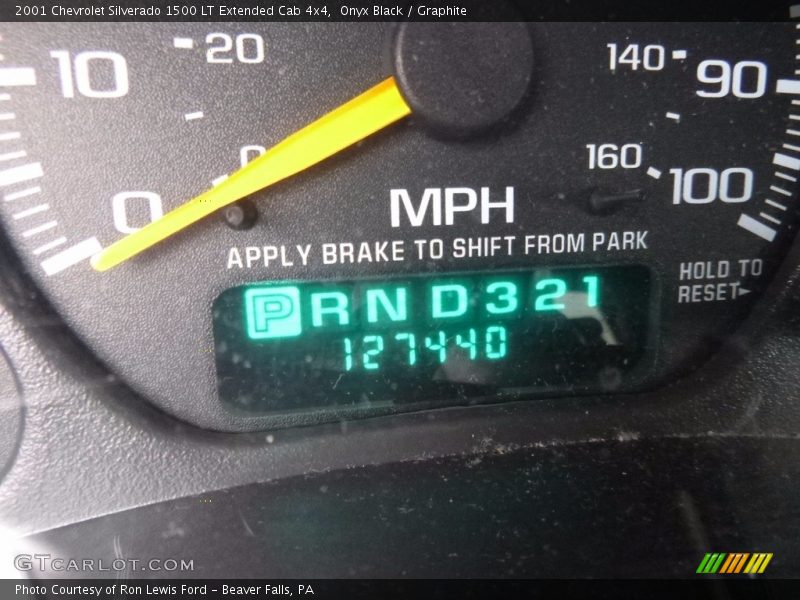 2001 Chevrolet Silverado 1500 LT Extended Cab 4x4, Onyx Black / Graphite
20 140
10 90
0 160
0 100
MPH
APPLY BRAKE TO SHIFT FROM PARK
HOLD TO
RESET►
P R N D 3 2 1
127440
GTCARLOT.COM
Photo Courtesy of Ron Lewis Ford – Beaver Falls, PA